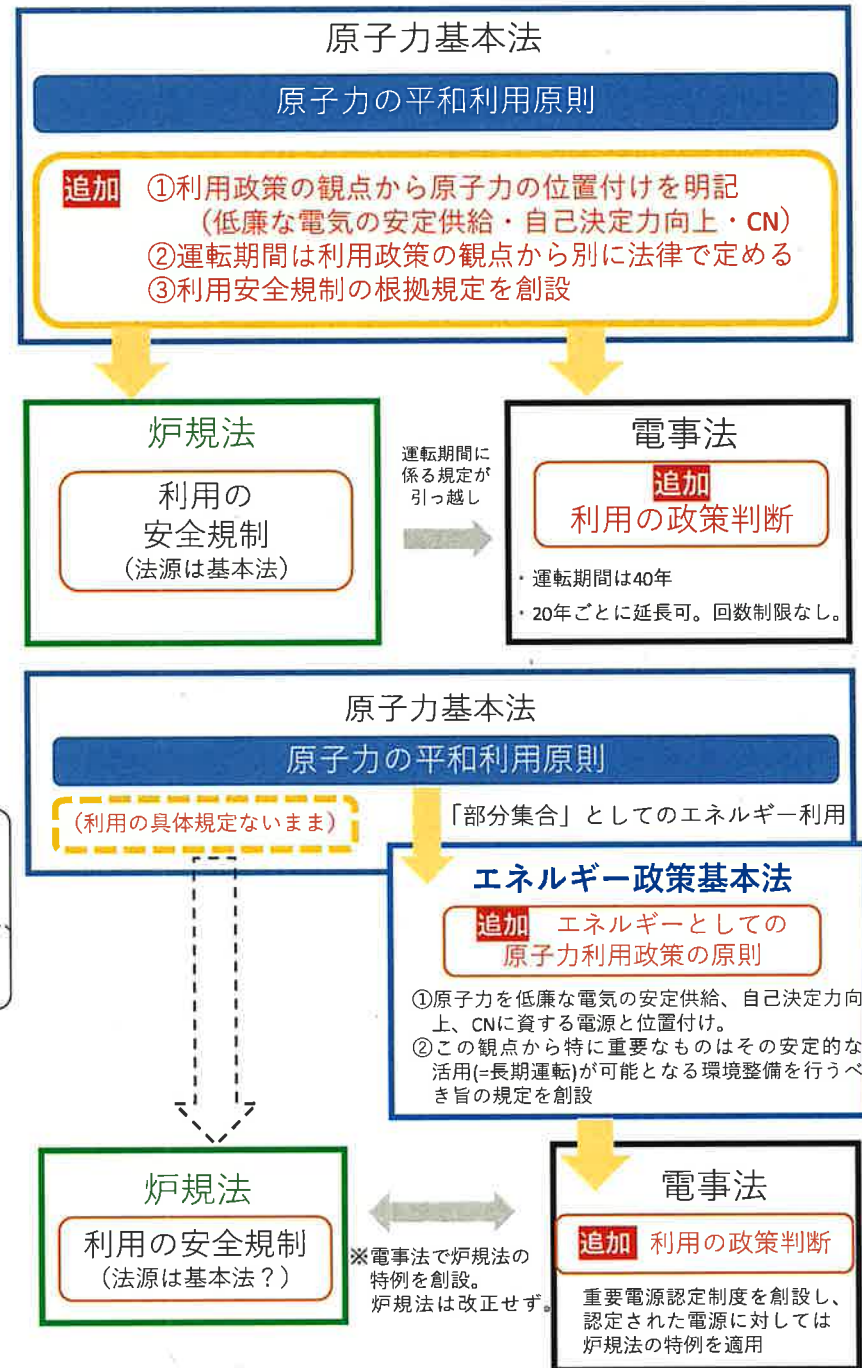 原子力基本法
原子力の平和利用原則
追加 ①利用政策の観点から原子力の位置付けを明記
(低廉な電気の安定供給・自己決定力向上・CN)
②運転期間は利用政策の観点から別に法律で定める
③利用安全規制の根拠規定を創設
炉規法
利用の
安全規制
(法源は基本法)
運転期間に
係る規定が
引っ越し
電事法
追加
利用の政策判断
・運転期間は40年
・20年ごとに延長可。回数制限なし。
原子力基本法
原子力の平和利用原則
(利用の具体規定ないまま)
「部分集合」としてのエネルギー利用
エネルギー政策基本法
追加 エネルギーとしての
原子力利用政策の原則
①原子力を低廉な電気の安定供給、自己決定力向
上、CNに資する電源と位置付け。
②この観点から特に重要なものはその安定的な
活用(=長期運転)が可能となる環境整備を行うべ
き旨の規定を創設
炉規法
利用の安全規制
(法源は基本法？)
※電事法で炉規法の
特例を創設。
炉規法は改正せず。
電事法
追加 利用の政策判断
重要電源認定制度を創設し、
認定された電源に対しては
炉規法の特例を適用